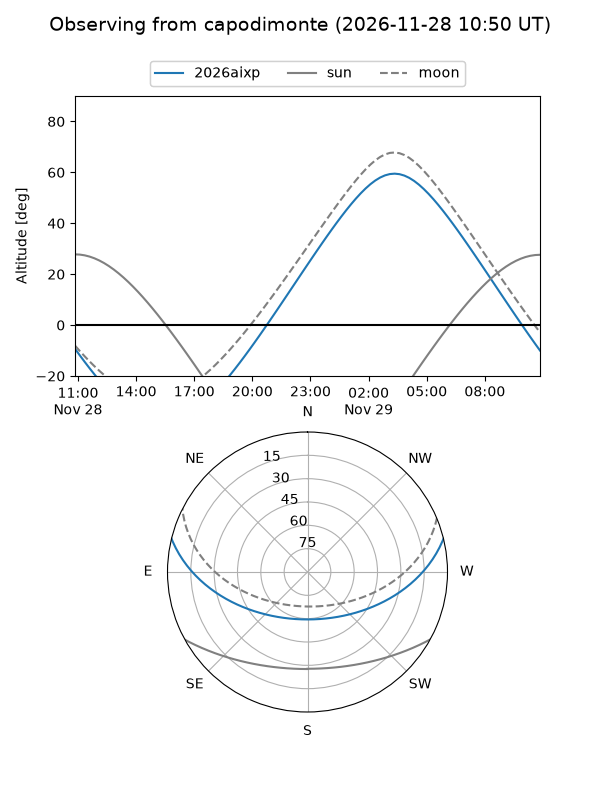 Observing from capodimonte (2026-11-28 10:50 UT)
2026aixp sun moon
80
60
40
20
0
−20
Altitude [deg]
11:00 14:00 17:00 20:00 23:00 02:00 05:00 08:00
Nov 28 Nov 29
N
NE NW
15
30
45
60
75
E W
SE SW
S